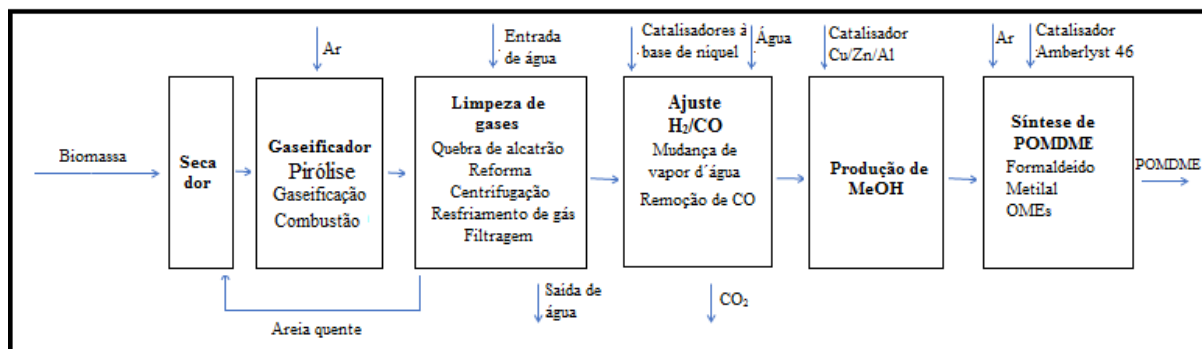 Biomassa
Seca
dor
Ar
Gaseificador
Pirólise
Gaseificação
Combustão
Areia quente
Entrada
de água
Limpeza de
gases
Quebra de alcatrão
Reforma
Centrifugação
Resfriamento de gás
Filtragem
Saída de
água
Catalisadores à
base de niquel
Água
Ajuste
H₂/CO
Mudança de
vapor d´água
Remoção de CO
CO₂
Catalisador
Cu/Zn/Al
Produção de
MeOH
Ar
Catalisador
Amberlyst 46
Síntese de
POMDME
Formaldeido
Metilal
OMEs
POMDME